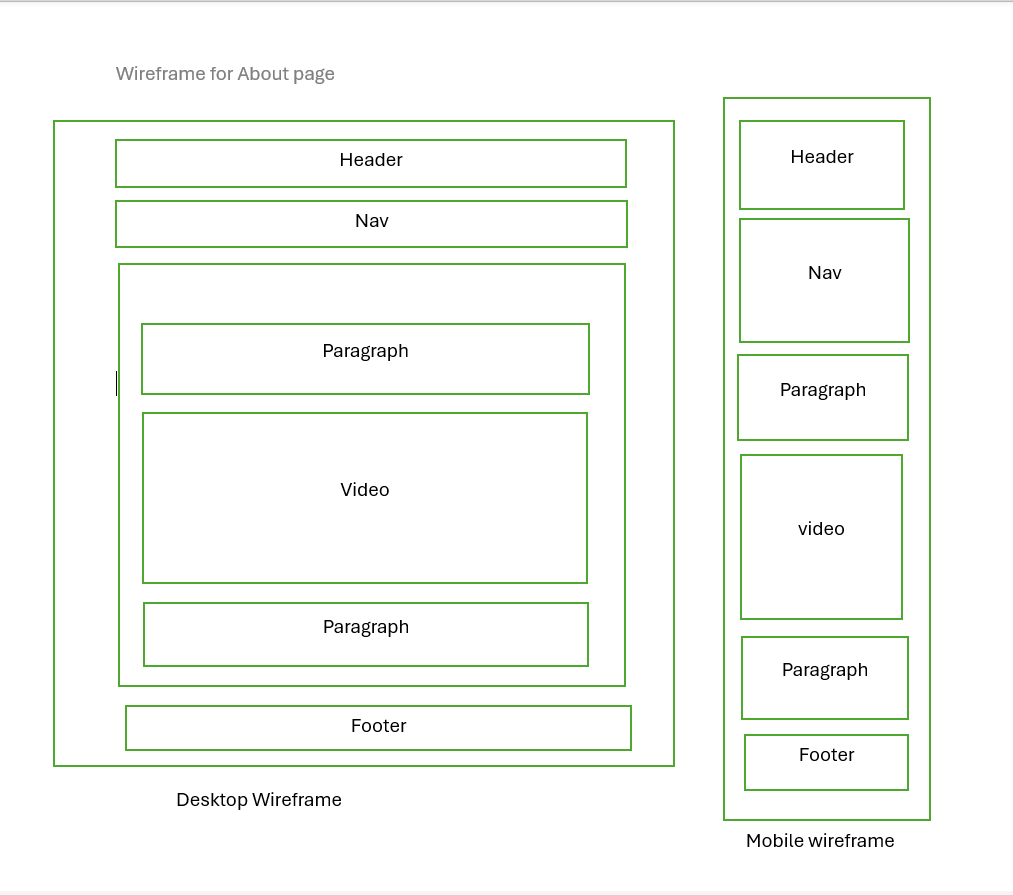 Wireframe for About page
Header
Nav
Paragraph
Video
Paragraph
Footer
Desktop Wireframe
Header
Nav
Paragraph
video
Paragraph
Footer
Mobile wireframe